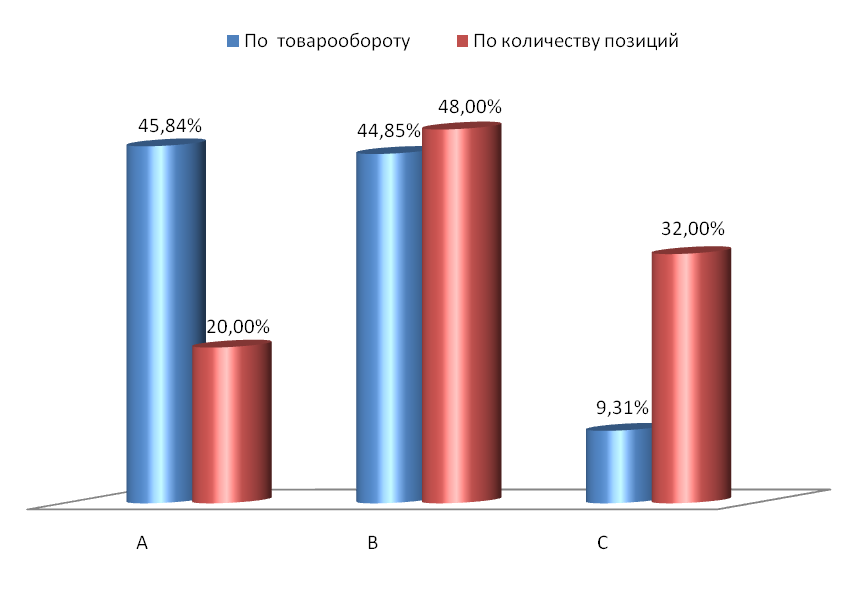 По товарообороту По количеству позиций
45,84% 20,00% 44,85% 48,00% 9,31% 32,00%
A B C